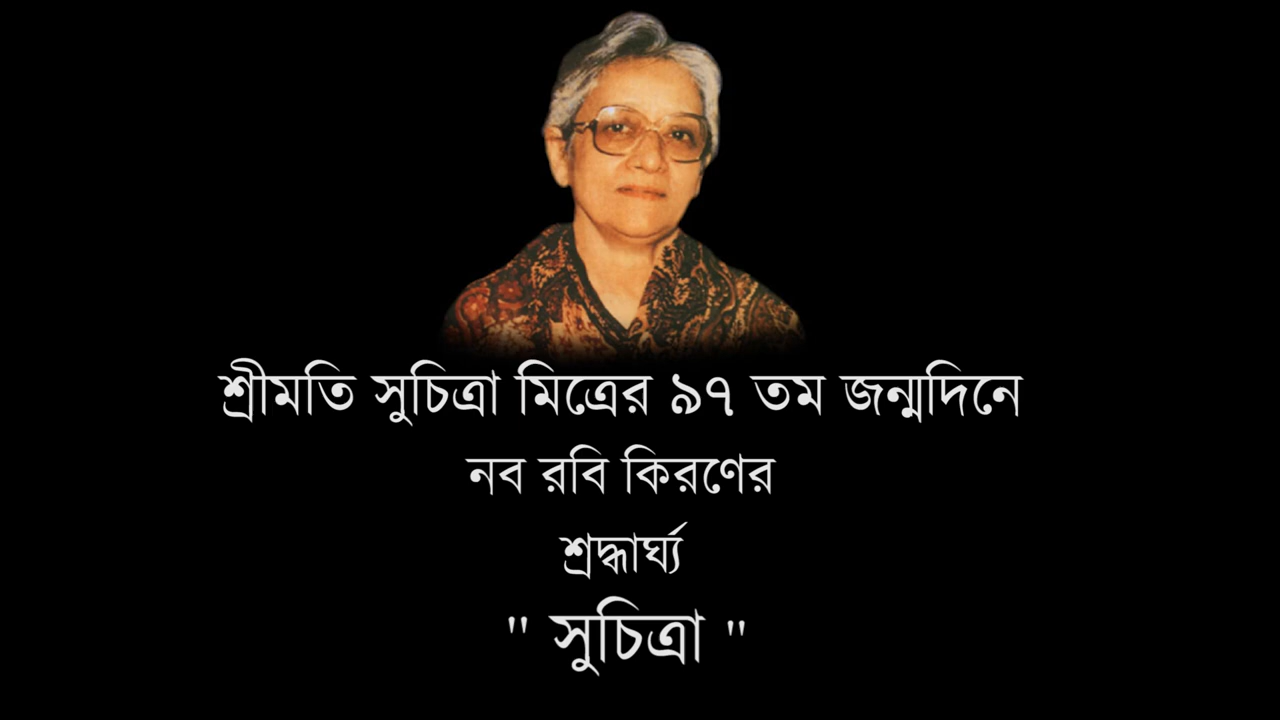 শ্রীমতি সুচিত্রা মিত্রের ৯৭ তম জন্মদিনে
নব রবি কিরণের
শ্রদ্ধার্ঘ্য
" সুচিত্রা "